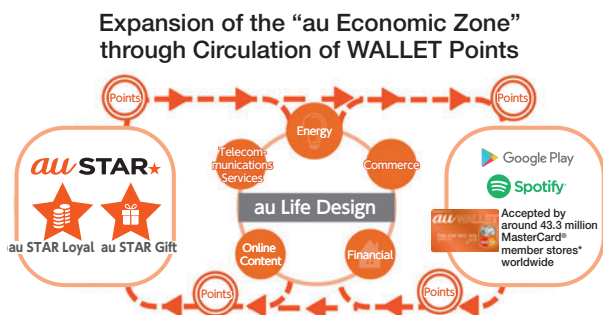 Expansion of the “au Economic Zone”
through Circulation of WALLET Points
Points
Points
Energy
Telecom-
munications
Services
Commerce
au STAR
Google Play
Spotify
au WALLET
Accepted by
around 43.3 million
MasterCard®
member stores*
worldwide
au Life Design
au STAR Loyal
au STAR Gift
Online
Content
Financial
Points
Points